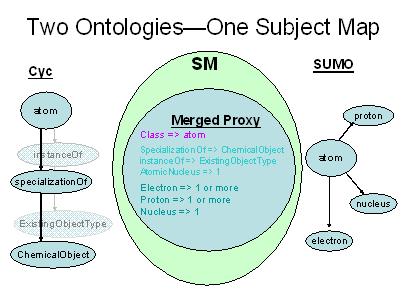 Two Ontologies—One Subject Map
Cyc
atom
instanceOf
specializationOf
ExistingObjectType
ChemicalObject
SM
Merged Proxy
Class => atom
SpecializationOf => ChemicalObject
instanceOf => ExistingObjectType
AtomicNucleus => 1
Electron => 1 or more
Proton => 1 or more
Nucleus => 1
SUMO
proton
atom
nucleus
electron